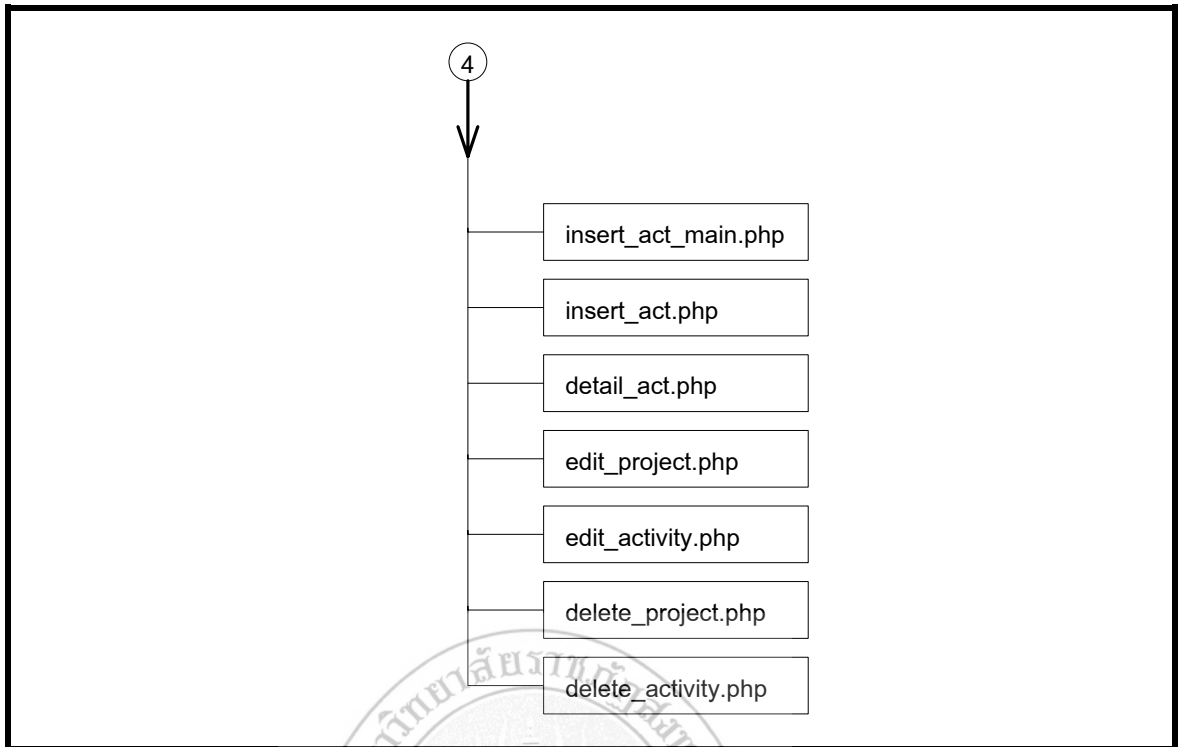 4
insert_act_main.php
insert_act.php
detail_act.php
edit_project.php
edit_activity.php
delete_project.php
delete_activity.php